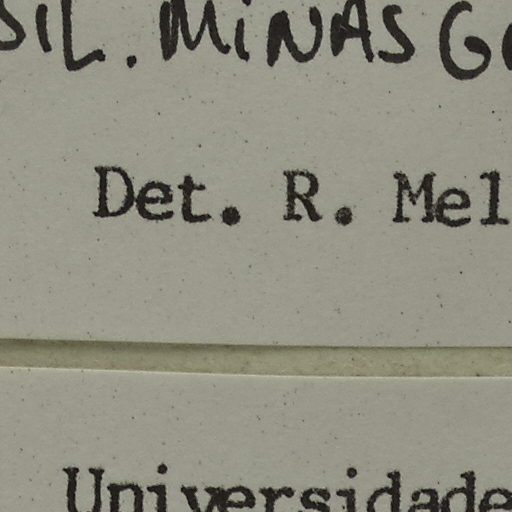 SIL. MINAS G
Det. R. Mel
Universidade